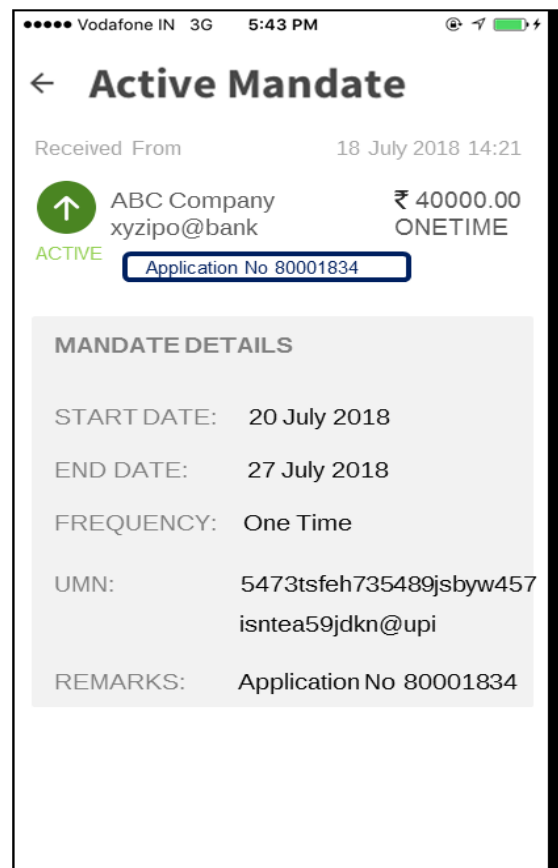 Vodafone IN 3G 5:43 PM
← Active Mandate
Received From 18 July 2018 14:21
ABC Company ₹ 40000.00
xyzipo@bank ONETIME
ACTIVE
Application No 80001834
MANDATE DETAILS
START DATE: 20 July 2018
END DATE: 27 July 2018
FREQUENCY: One Time
UMN: 5473tsfeh735489jsbyw457
isntea59jdkn@upi
REMARKS: Application No 80001834